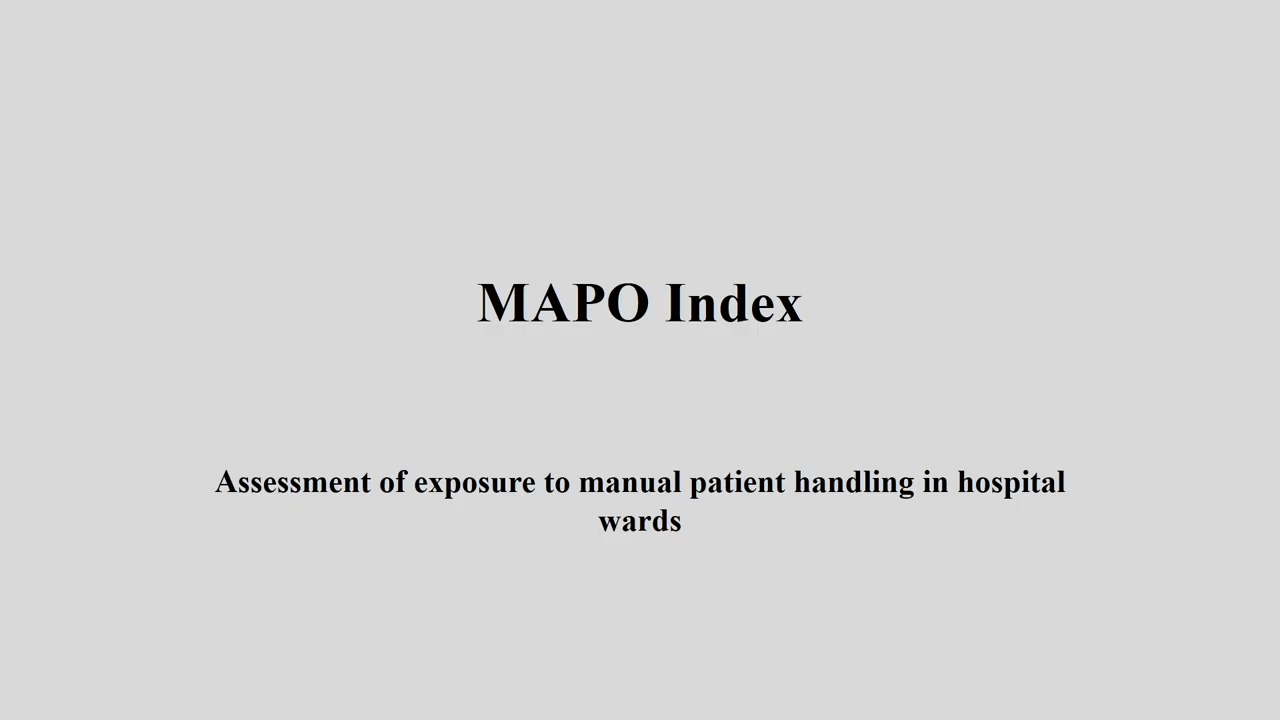 MAPO Index
Assessment of exposure to manual patient handling in hospital
wards